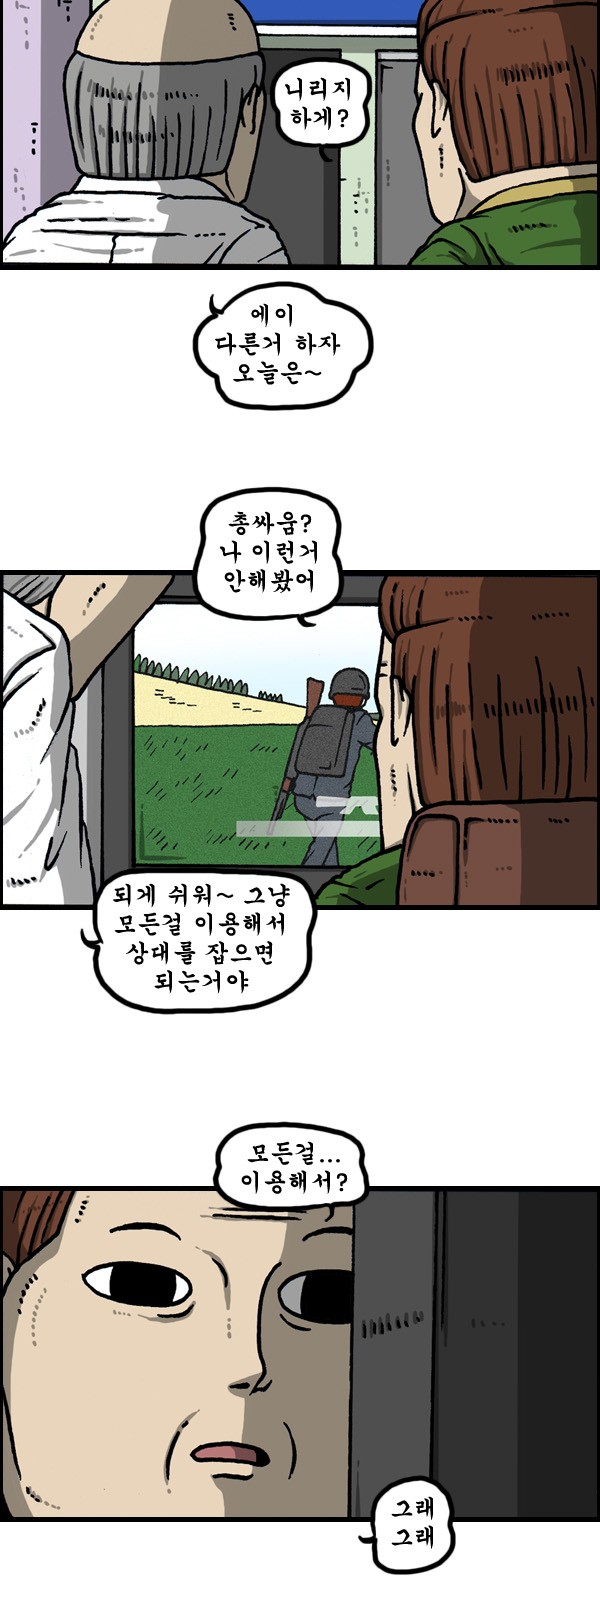 니리지
하게?
에이
다른거 하자
오늘은~
총싸움?
나 이런거
안해봤어
되게 쉬워~ 그냥
모든걸 이용해서
상대를 잡으면
되는거야
모든걸...
이용해서?
그래
그래